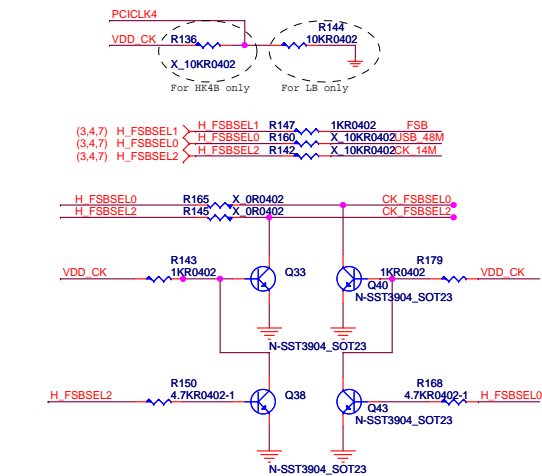 PCICLK4
R144
VDD_CK R136 10KR0402
X_10KR0402
For HK4B only For LB only
(3,4,7) H_FSBSEL1 H_FSBSEL1 R147 1KR0402 FSB
(3,4,7) H_FSBSEL0 H_FSBSEL0 R160 X_10KR0402 USB_48M
(3,4,7) H_FSBSEL2 H_FSBSEL2 R142 X_10KR0402 CK_14M
H_FSBSEL0 R165 X_0R0402 CK_FSBSEL0
H_FSBSEL2 R145 X_0R0402 CK_FSBSEL2
R143 R179
VDD_CK 1KR0402 Q33 1KR0402 VDD_CK
Q40
N-SST3904_SOT23
N-SST3904_SOT23
R150 R168
H_FSBSEL2 4.7KR0402-1 Q38 4.7KR0402-1 H_FSBSEL0
Q43
N-SST3904_SOT23
N-SST3904_SOT23